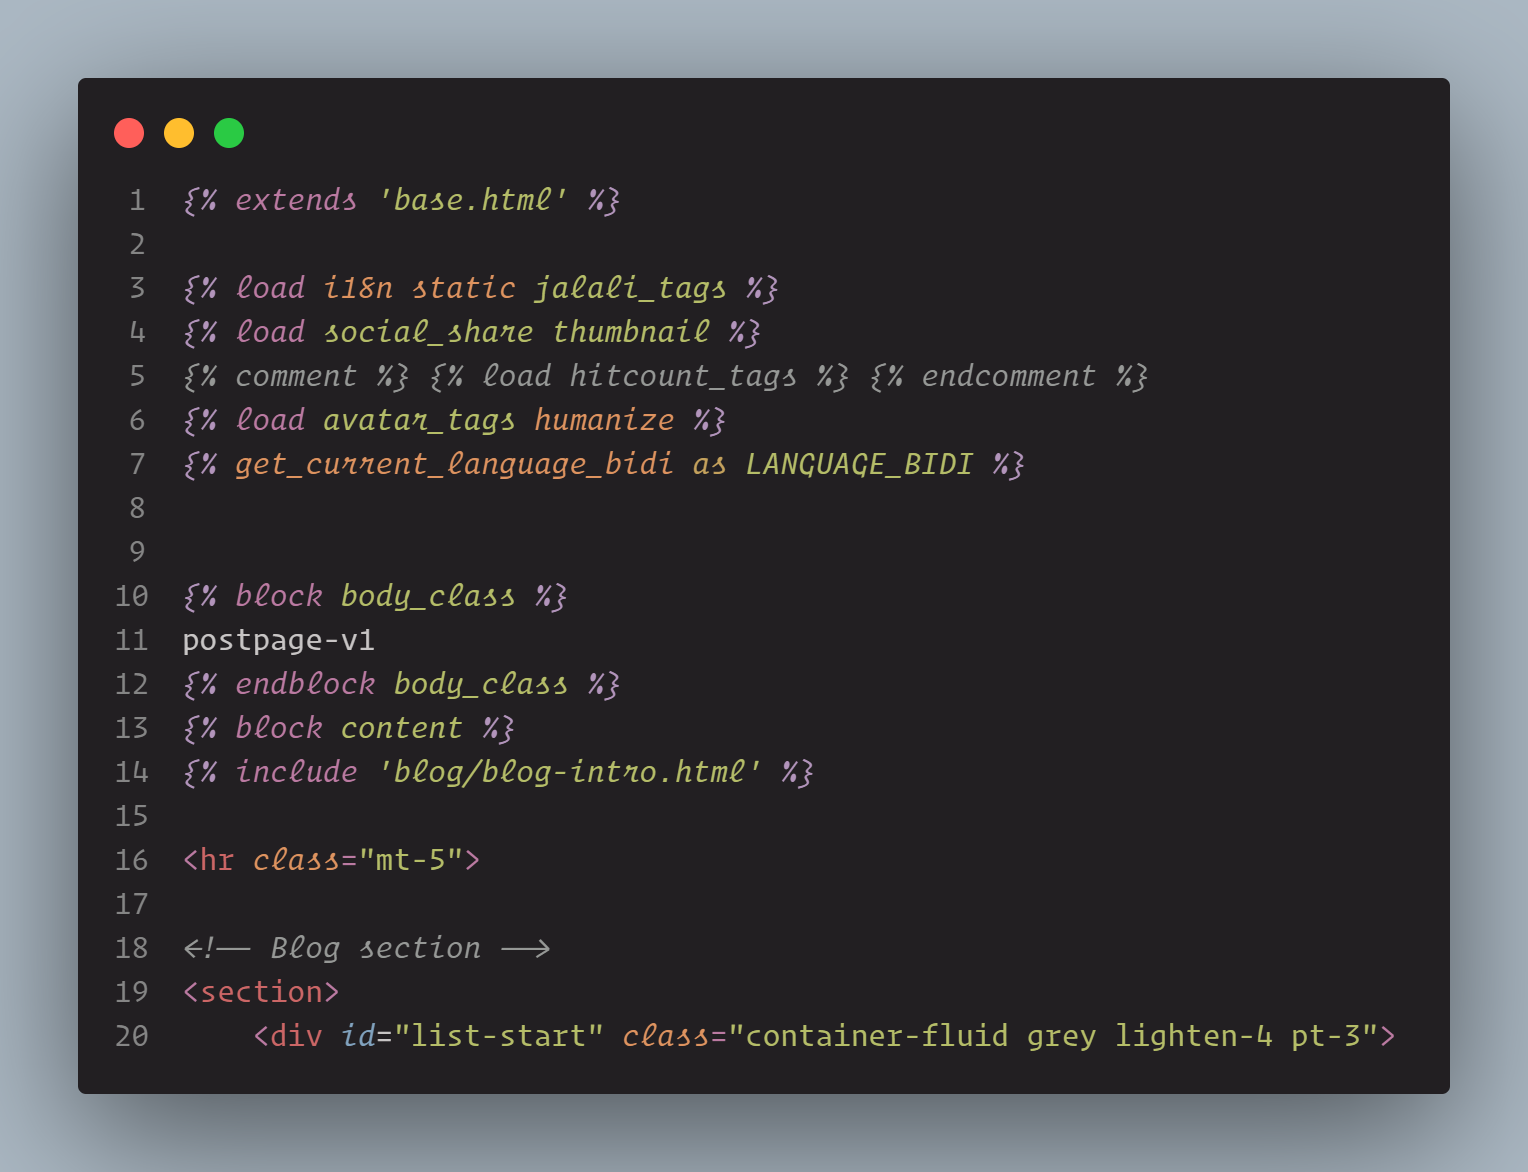 1 {% extends 'base.html' %}
2
3 {% load i18n static jalali_tags %}
4 {% load social_share thumbnail %}
5 {% comment %} {% load hitcount_tags %} {% endcomment %}
6 {% load avatar_tags humanize %}
7 {% get_current_language_bidi as LANGUAGE_BIDI %}
8
9
10 {% block body_class %}
11 postpage-v1
12 {% endblock body_class %}
13 {% block content %}
14 {% include 'blog/blog-intro.html' %}
15
16 <hr class="mt-5">
17
18 <!-- Blog section -->
19 <section>
20     <div id="list-start" class="container-fluid grey lighten-4 pt-3">